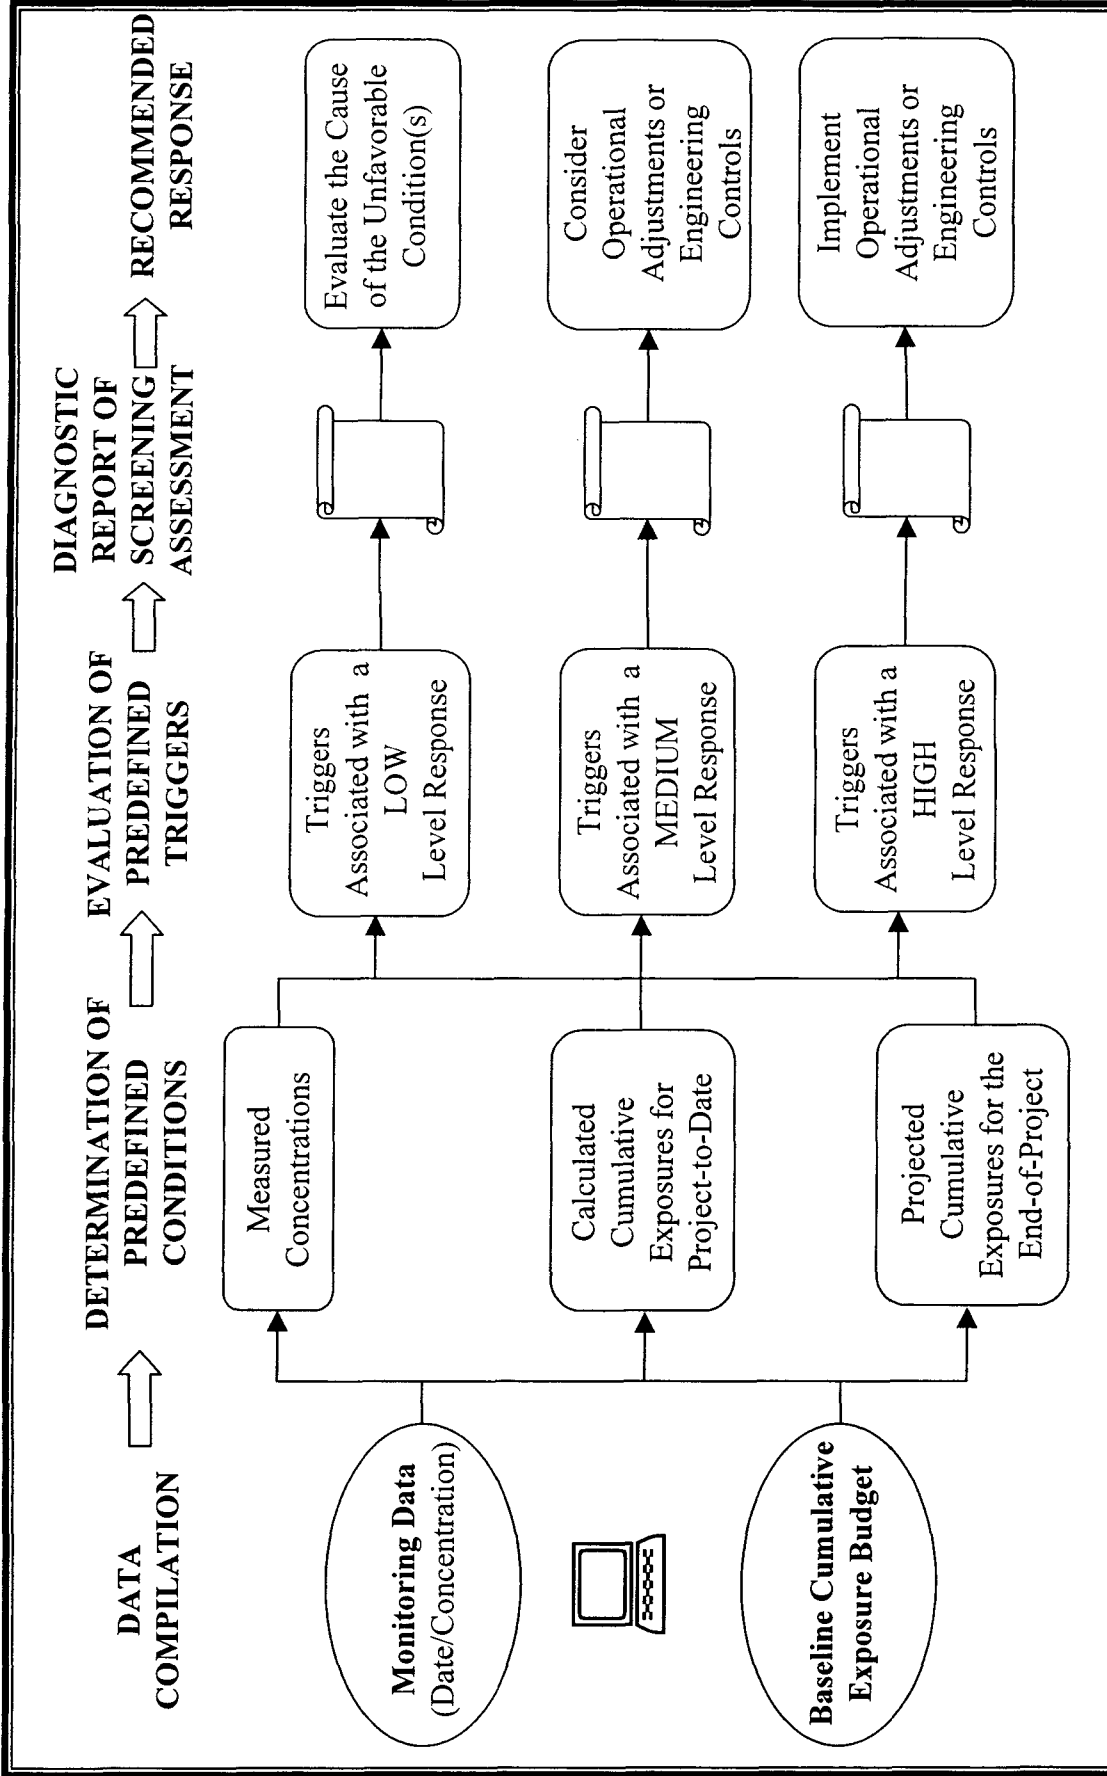 DATA
COMPILATION
DETERMINATION OF
PREDEFINED
CONDITIONS
EVALUATION OF
PREDEFINED
TRIGGERS
DIAGNOSTIC
REPORT OF
SCREENING
ASSESSMENT
RECOMMENDED
RESPONSE
Monitoring Data
(Date/Concentration)
Baseline Cumulative
Exposure Budget
Measured
Concentrations
Calculated
Cumulative
Exposures for
Project-to-Date
Projected
Cumulative
Exposures for the
End-of-Project
Triggers
Associated with a
LOW
Level Response
Triggers
Associated with a
MEDIUM
Level Response
Triggers
Associated with a
HIGH
Level Response
Evaluate the Cause
of the Unfavorable
Condition(s)
Consider
Operational
Adjustments or
Engineering
Controls
Implement
Operational
Adjustments or
Engineering
Controls